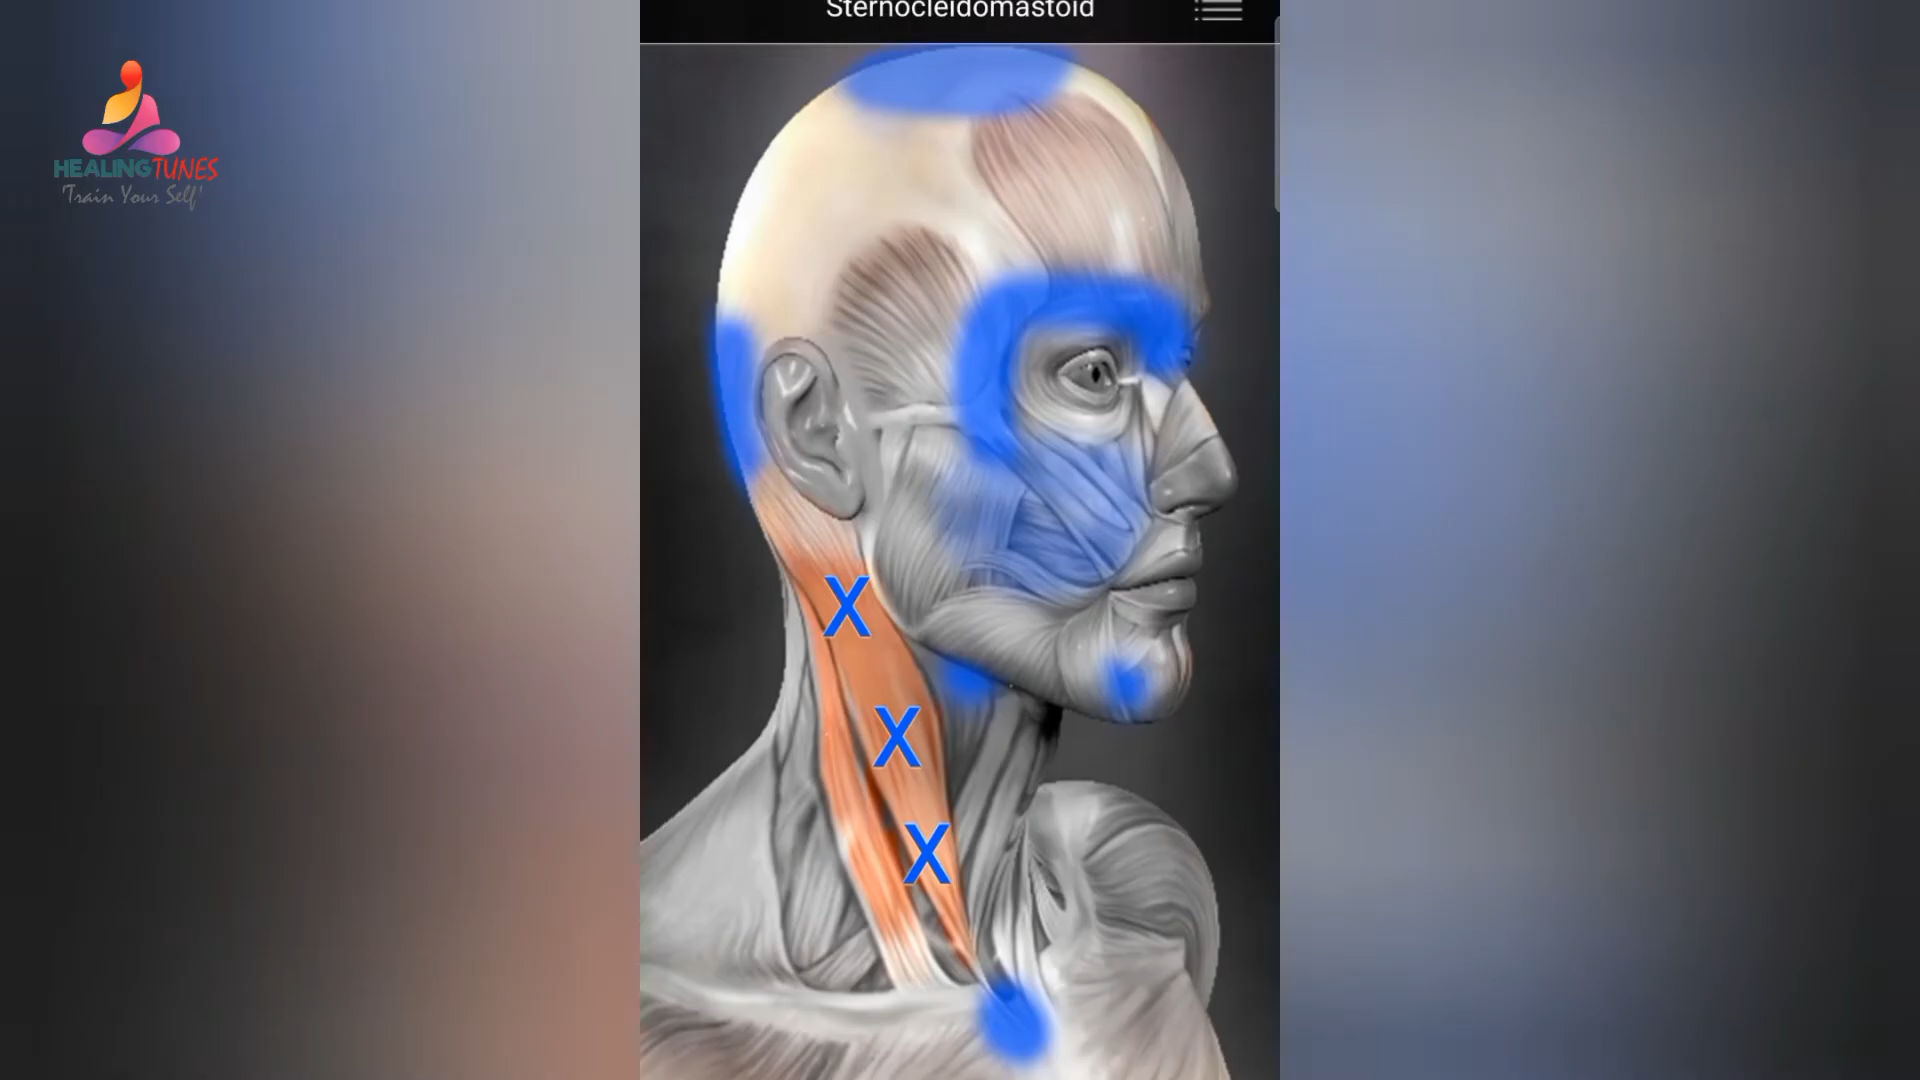 Sternocleidomastoid
HEALINGTUNES
'Train Your Self'
X
X
X